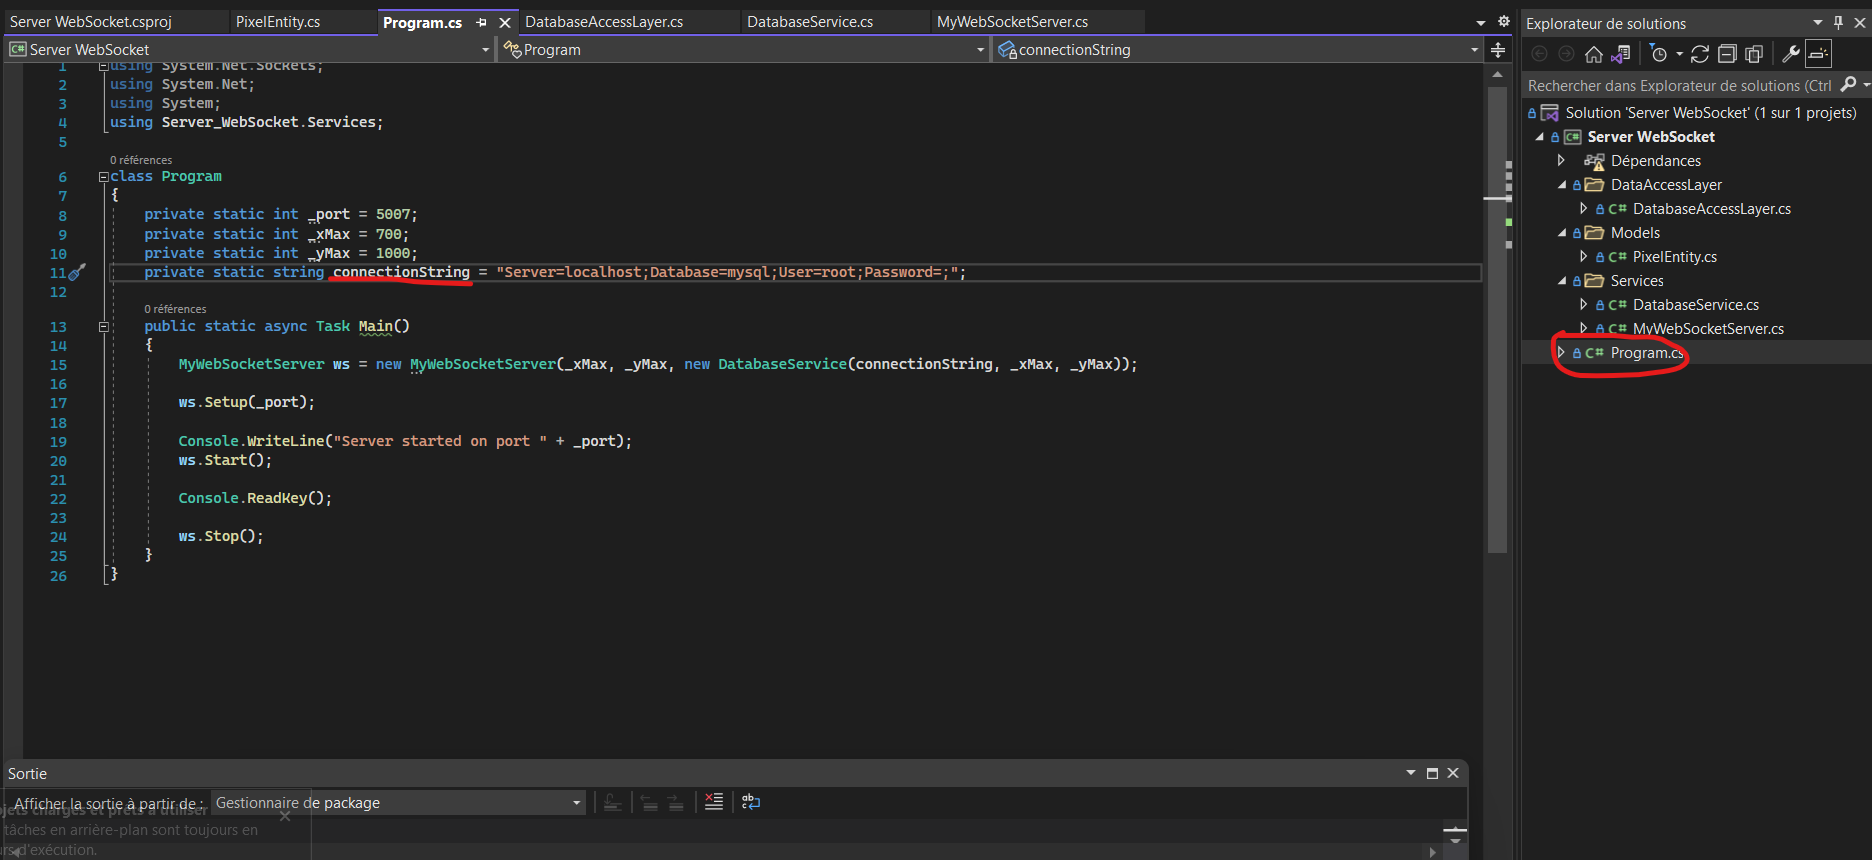 Server WebSocket.csproj
PixelEntity.cs
Program.cs
DatabaseAccessLayer.cs
DatabaseService.cs
MyWebSocketServer.cs
Server WebSocket
Program
connectionString
1 using System.Net.Sockets;
2 using System.Net;
3 using System;
4 using Server_WebSocket.Services;
5
0 références
6 class Program
7 {
8 private static int _port = 5007;
9 private static int _xMax = 700;
10 private static int _yMax = 1000;
11 private static string connectionString = "Server=localhost;Database=mysql;User=root;Password=;";
12
0 références
13 public static async Task Main()
14 {
15 MyWebSocketServer ws = new MyWebSocketServer(_xMax, _yMax, new DatabaseService(connectionString, _xMax, _yMax));
16
17 ws.Setup(_port);
18
19 Console.WriteLine("Server started on port " + _port);
20 ws.Start();
21
22 Console.ReadKey();
23
24 ws.Stop();
25 }
26 }
Sortie
Afficher la sortie à partir de :
Gestionnaire de package
chargés et prêts à utiliser
tâches en arrière-plan sont toujours en
d'exécution.
Explorateur de solutions
Rechercher dans Explorateur de solutions (Ctrl
Solution 'Server WebSocket' (1 sur 1 projets)
C# Server WebSocket
Dépendances
DataAccessLayer
C# DatabaseAccessLayer.cs
Models
C# PixelEntity.cs
Services
C# DatabaseService.cs
C# MyWebSocketServer.cs
C# Program.cs